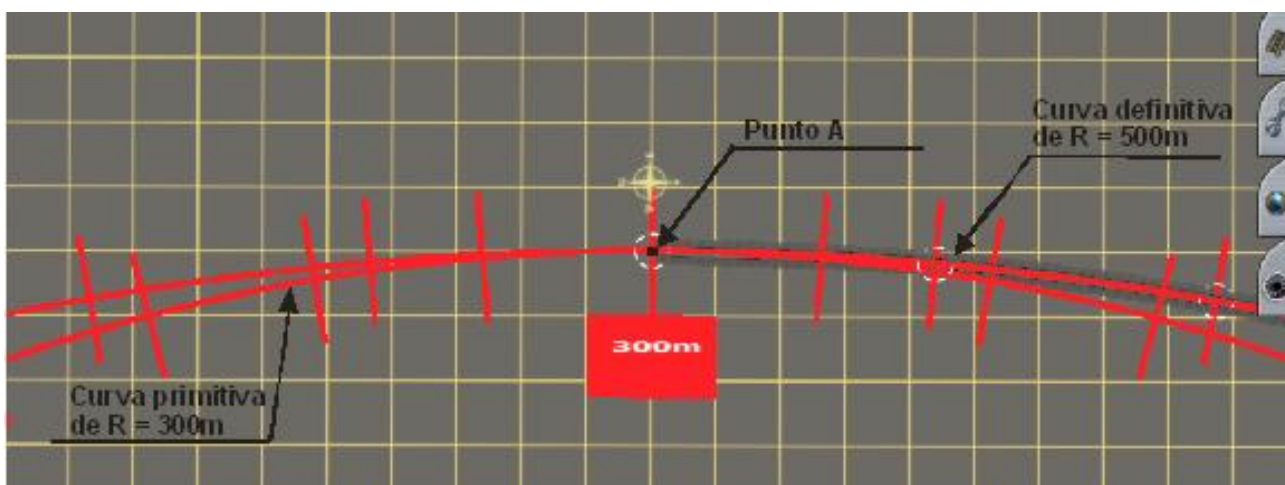 Curva definitiva
de R = 500m
Punto A
300m
Curva primitiva
de R = 300m